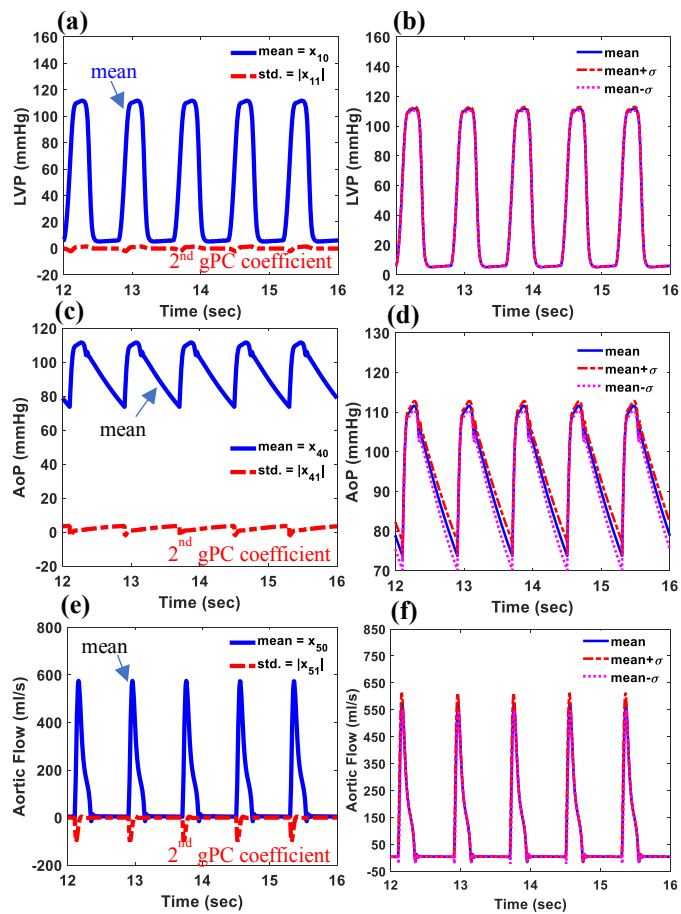 (a)
160
140
120
100
80
60
40
20
0
-20
LVP (mmHg)
mean
mean = x10
std. = |x11|
2nd gPC coefficient
12 13 14 15 16
Time (sec)
(b)
160
140
120
100
80
60
40
20
0
LVP (mmHg)
mean
mean+σ
mean-σ
12 13 14 15 16
Time (sec)
(c)
120
100
80
60
40
20
0
-20
AoP (mmHg)
mean
mean = x40
std. = |x41|
2nd gPC coefficient
12 13 14 15 16
Time (sec)
(d)
130
120
110
100
90
80
70
AoP (mmHg)
mean
mean+σ
mean-σ
12 13 14 15 16
Time (sec)
(e)
800
600
400
200
0
-200
Aortic Flow (ml/s)
mean
mean = x50
std. = |x51|
2nd gPC coefficient
12 13 14 15 16
Time (sec)
(f)
850
750
650
550
450
350
250
150
50
-50
Aortic Flow (ml/s)
mean
mean+σ
mean-σ
12 13 14 15 16
Time (sec)